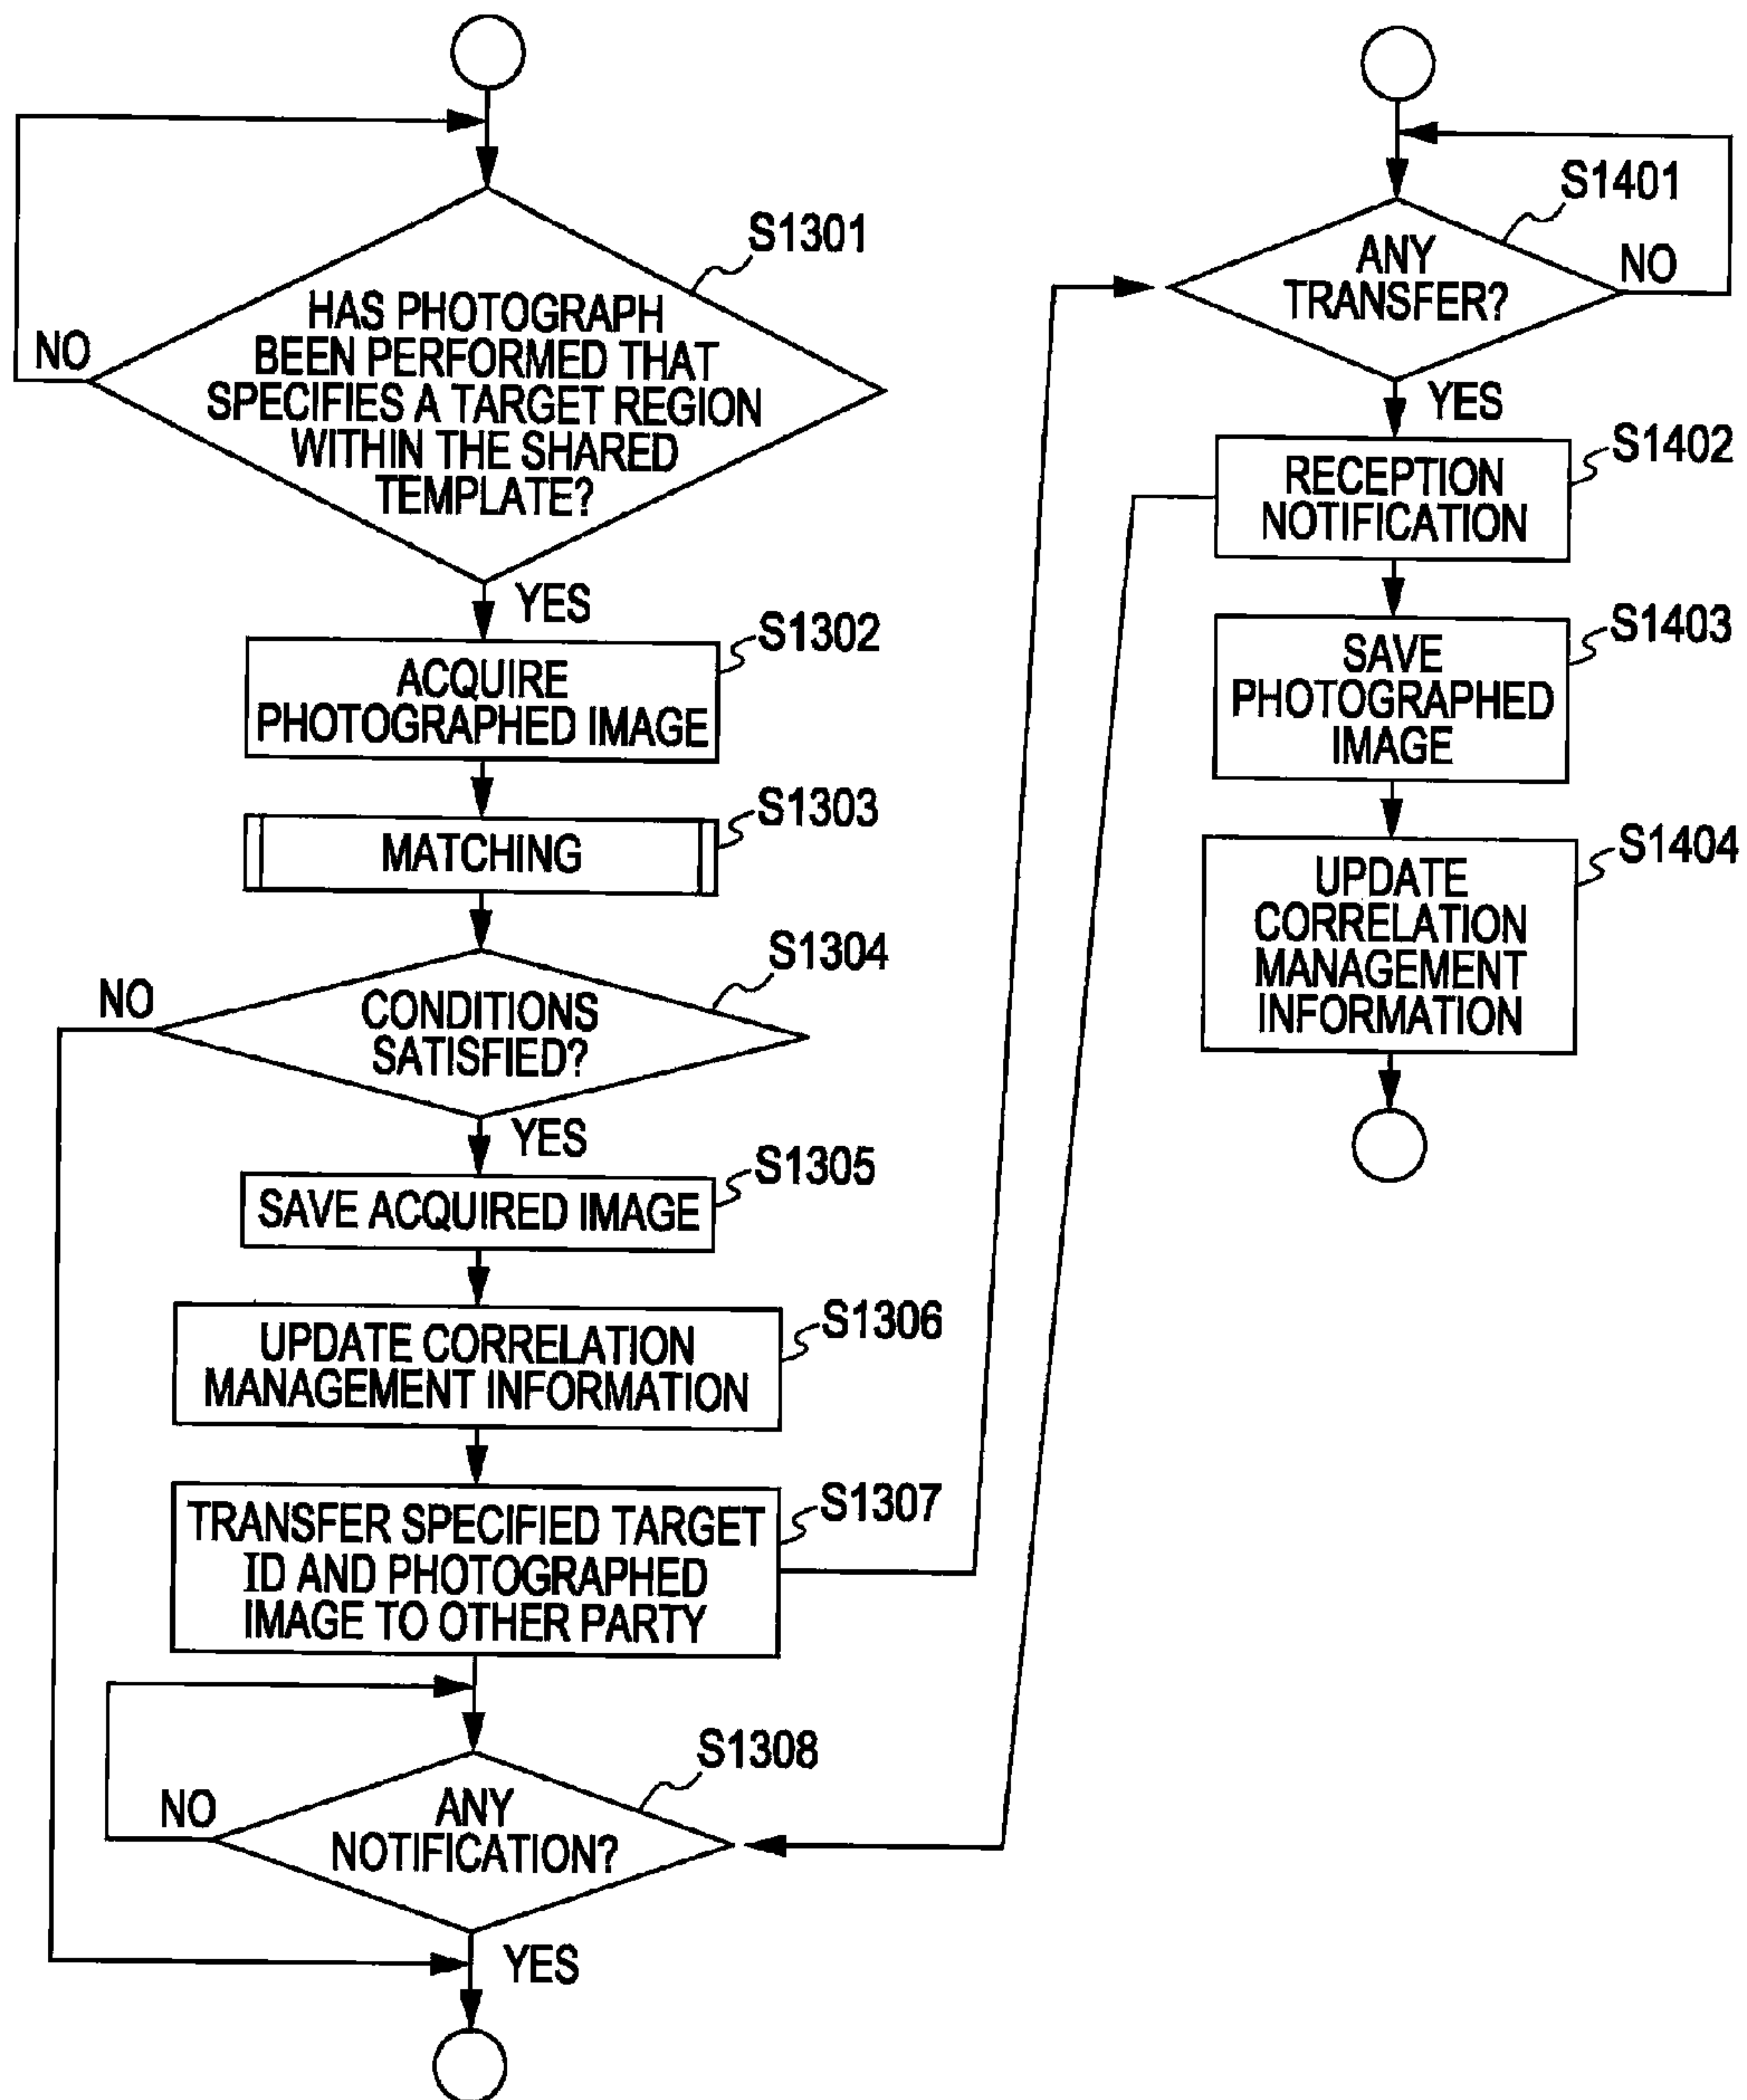 S1301
HAS PHOTOGRAPH
BEEN PERFORMED THAT
SPECIFIES A TARGET REGION
WITHIN THE SHARED
TEMPLATE?
NO
YES
S1302
ACQUIRE
PHOTOGRAPHED IMAGE
S1303
MATCHING
S1304
CONDITIONS
SATISFIED?
NO
YES
S1305
SAVE ACQUIRED IMAGE
S1306
UPDATE CORRELATION
MANAGEMENT INFORMATION
S1307
TRANSFER SPECIFIED TARGET
ID AND PHOTOGRAPHED
IMAGE TO OTHER PARTY
S1308
ANY
NOTIFICATION?
NO
YES
S1401
ANY
TRANSFER?
NO
YES
S1402
RECEPTION
NOTIFICATION
S1403
SAVE
PHOTOGRAPHED
IMAGE
S1404
UPDATE
CORRELATION
MANAGEMENT
INFORMATION